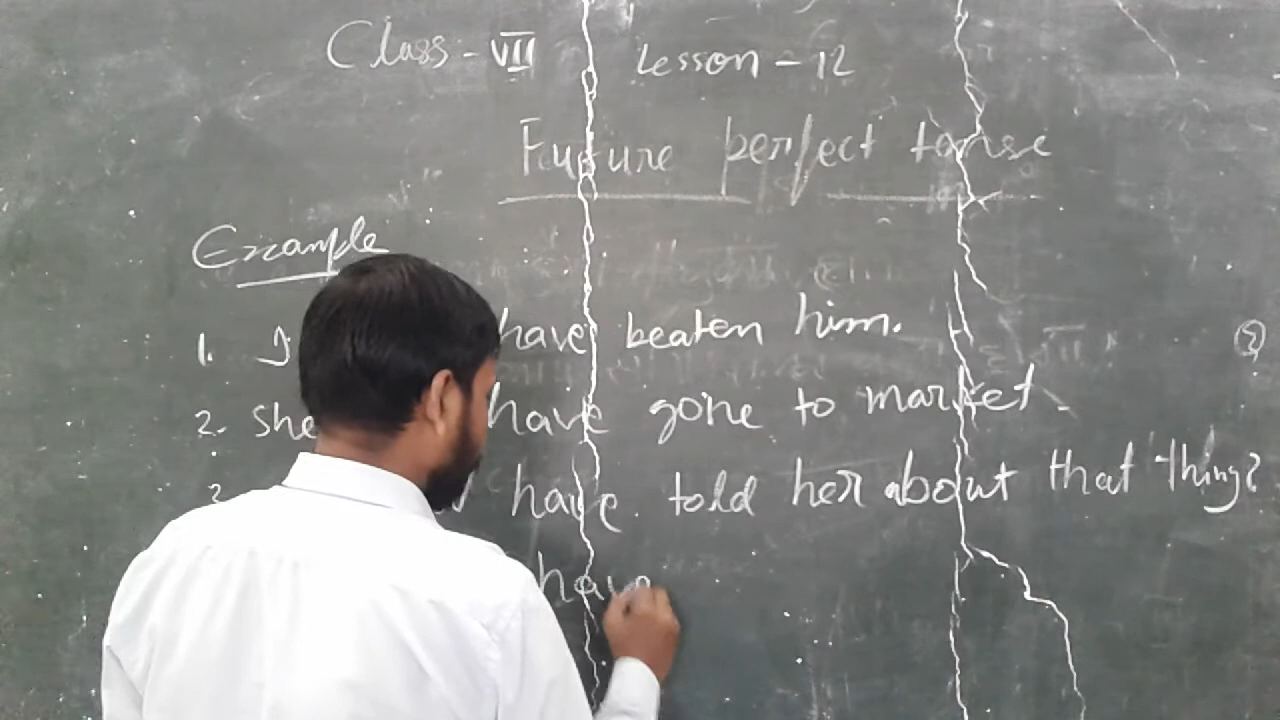 Class - VII Lesson - 12
Future perfect tense
Example
1. I have beaten him.
2. She have gone to market.
have told her about that thing?
have